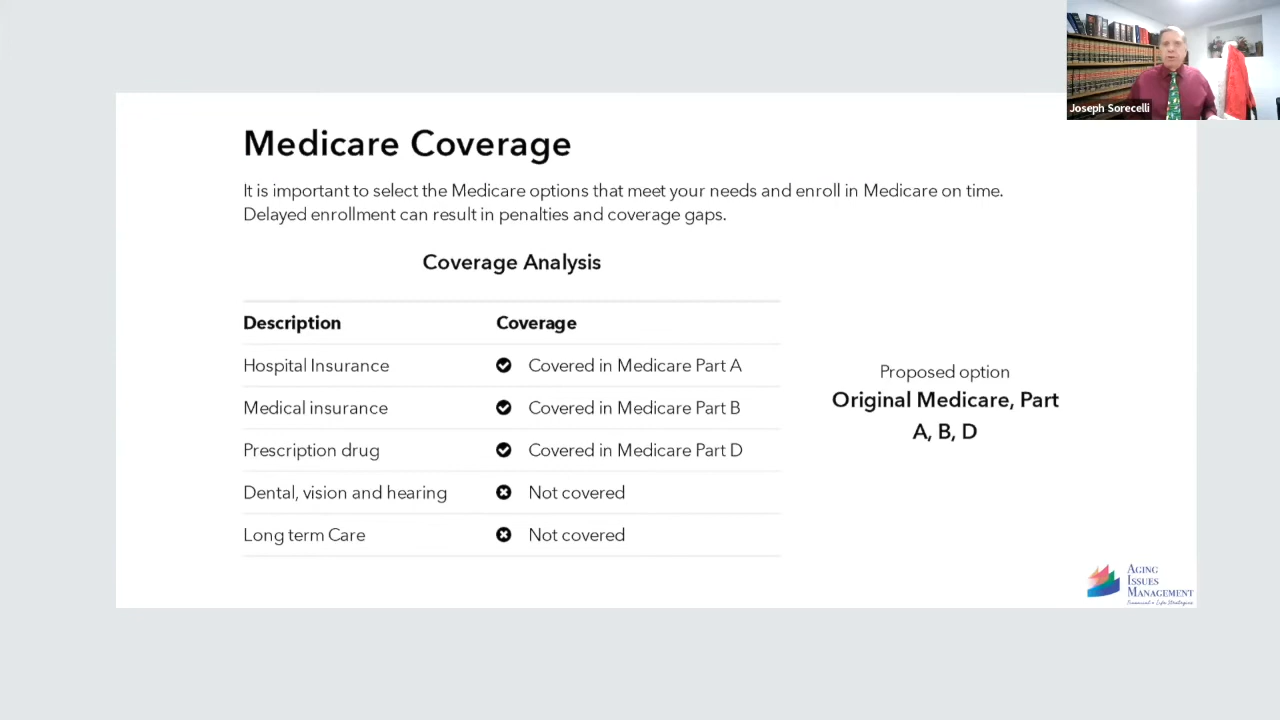 Joseph Sorecelli
Medicare Coverage
It is important to select the Medicare options that meet your needs and enroll in Medicare on time.
Delayed enrollment can result in penalties and coverage gaps.
Coverage Analysis
Description Coverage
Hospital Insurance Covered in Medicare Part A
Medical insurance Covered in Medicare Part B
Prescription drug Covered in Medicare Part D
Dental, vision and hearing Not covered
Long term Care Not covered
Proposed option
Original Medicare, Part
A, B, D
Aging
Issues
Management
Financial & Life Strategies